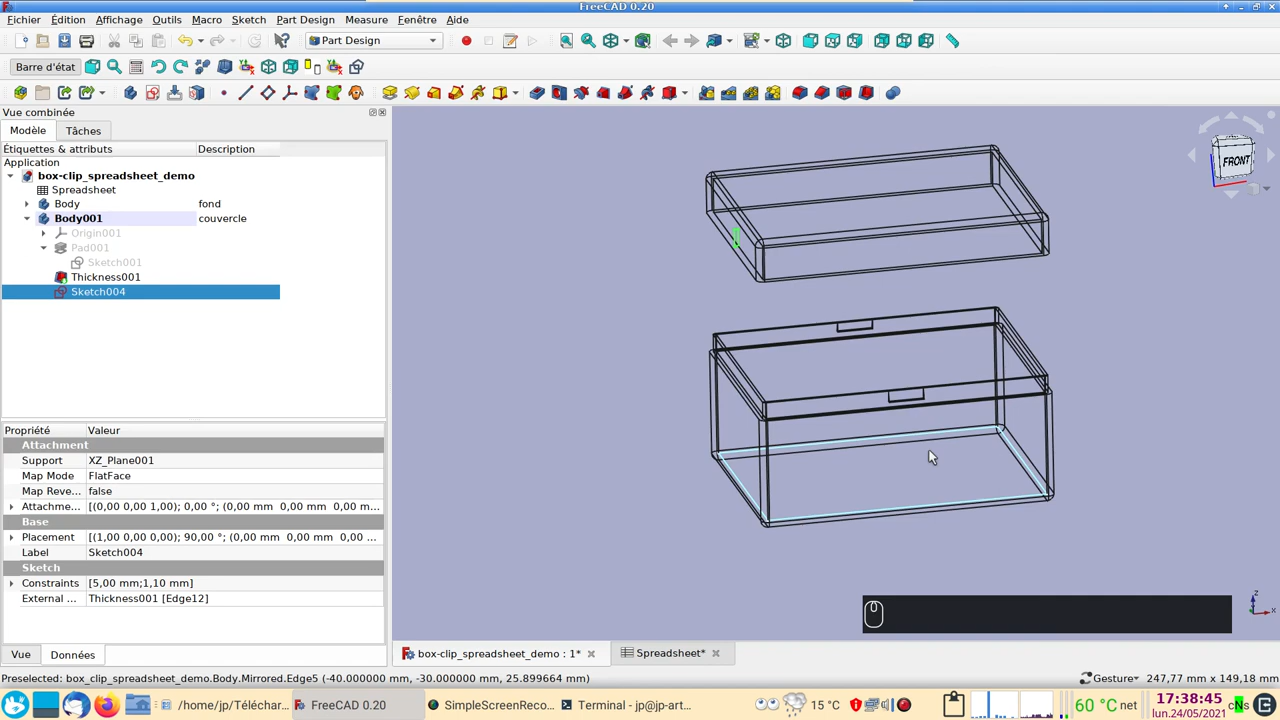 FreeCAD 0.20
Fichier Édition Affichage Outils Macro Sketch Part Design Measure Fenêtre Aide
Part Design
Barre d'état
Vue combinée
Modèle Tâches
Étiquettes & attributs Description
Application
box-clip_spreadsheet_demo
Spreadsheet
Body fond
Body001 couvercle
Origin001
Pad001
Sketch001
Thickness001
Sketch004
FRONT
Propriété Valeur
Attachment
Support XZ_Plane001
Map Mode FlatFace
Map Reve... false
Attachme... [(0,00 0,00 1,00); 0,00 °; (0,00 mm 0,00 mm 0,00 m...
Base
Placement [(1,00 0,00 0,00); 90,00 °; (0,00 mm 0,00 mm 0,00 ...
Label Sketch004
Sketch
Constraints [5,00 mm;1,10 mm]
External ... Thickness001 [Edge12]
z
x
Vue Données
box-clip_spreadsheet_demo : 1* Spreadsheet*
Preselected: box_clip_spreadsheet_demo.Body.Mirrored.Edge5 (-40.000000 mm, -30.000000 mm, 25.899664 mm) Gesture 247,77 mm x 149,18 mm
/home/jp/Téléchar... FreeCAD 0.20 SimpleScreenReco... Terminal - jp@jp-art... 15 °C 60 °C net 17:38:45
lun.24/05/2021